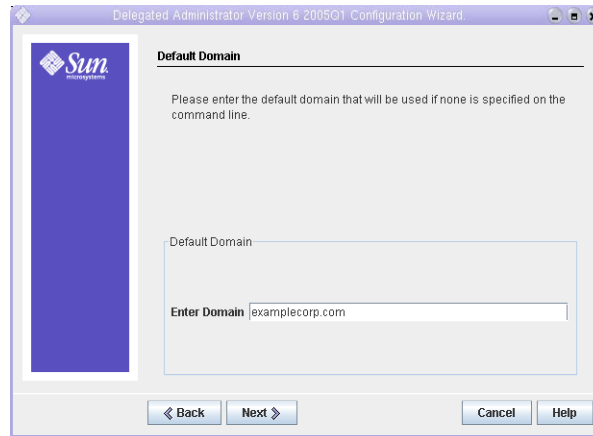 Delegated Administrator Version 6 2005Q1 Configuration Wizard.
Sun
microsystems
Default Domain
Please enter the default domain that will be used if none is specified on the
command line.
Default Domain
Enter Domain examplecorp.com
Back Next Cancel Help